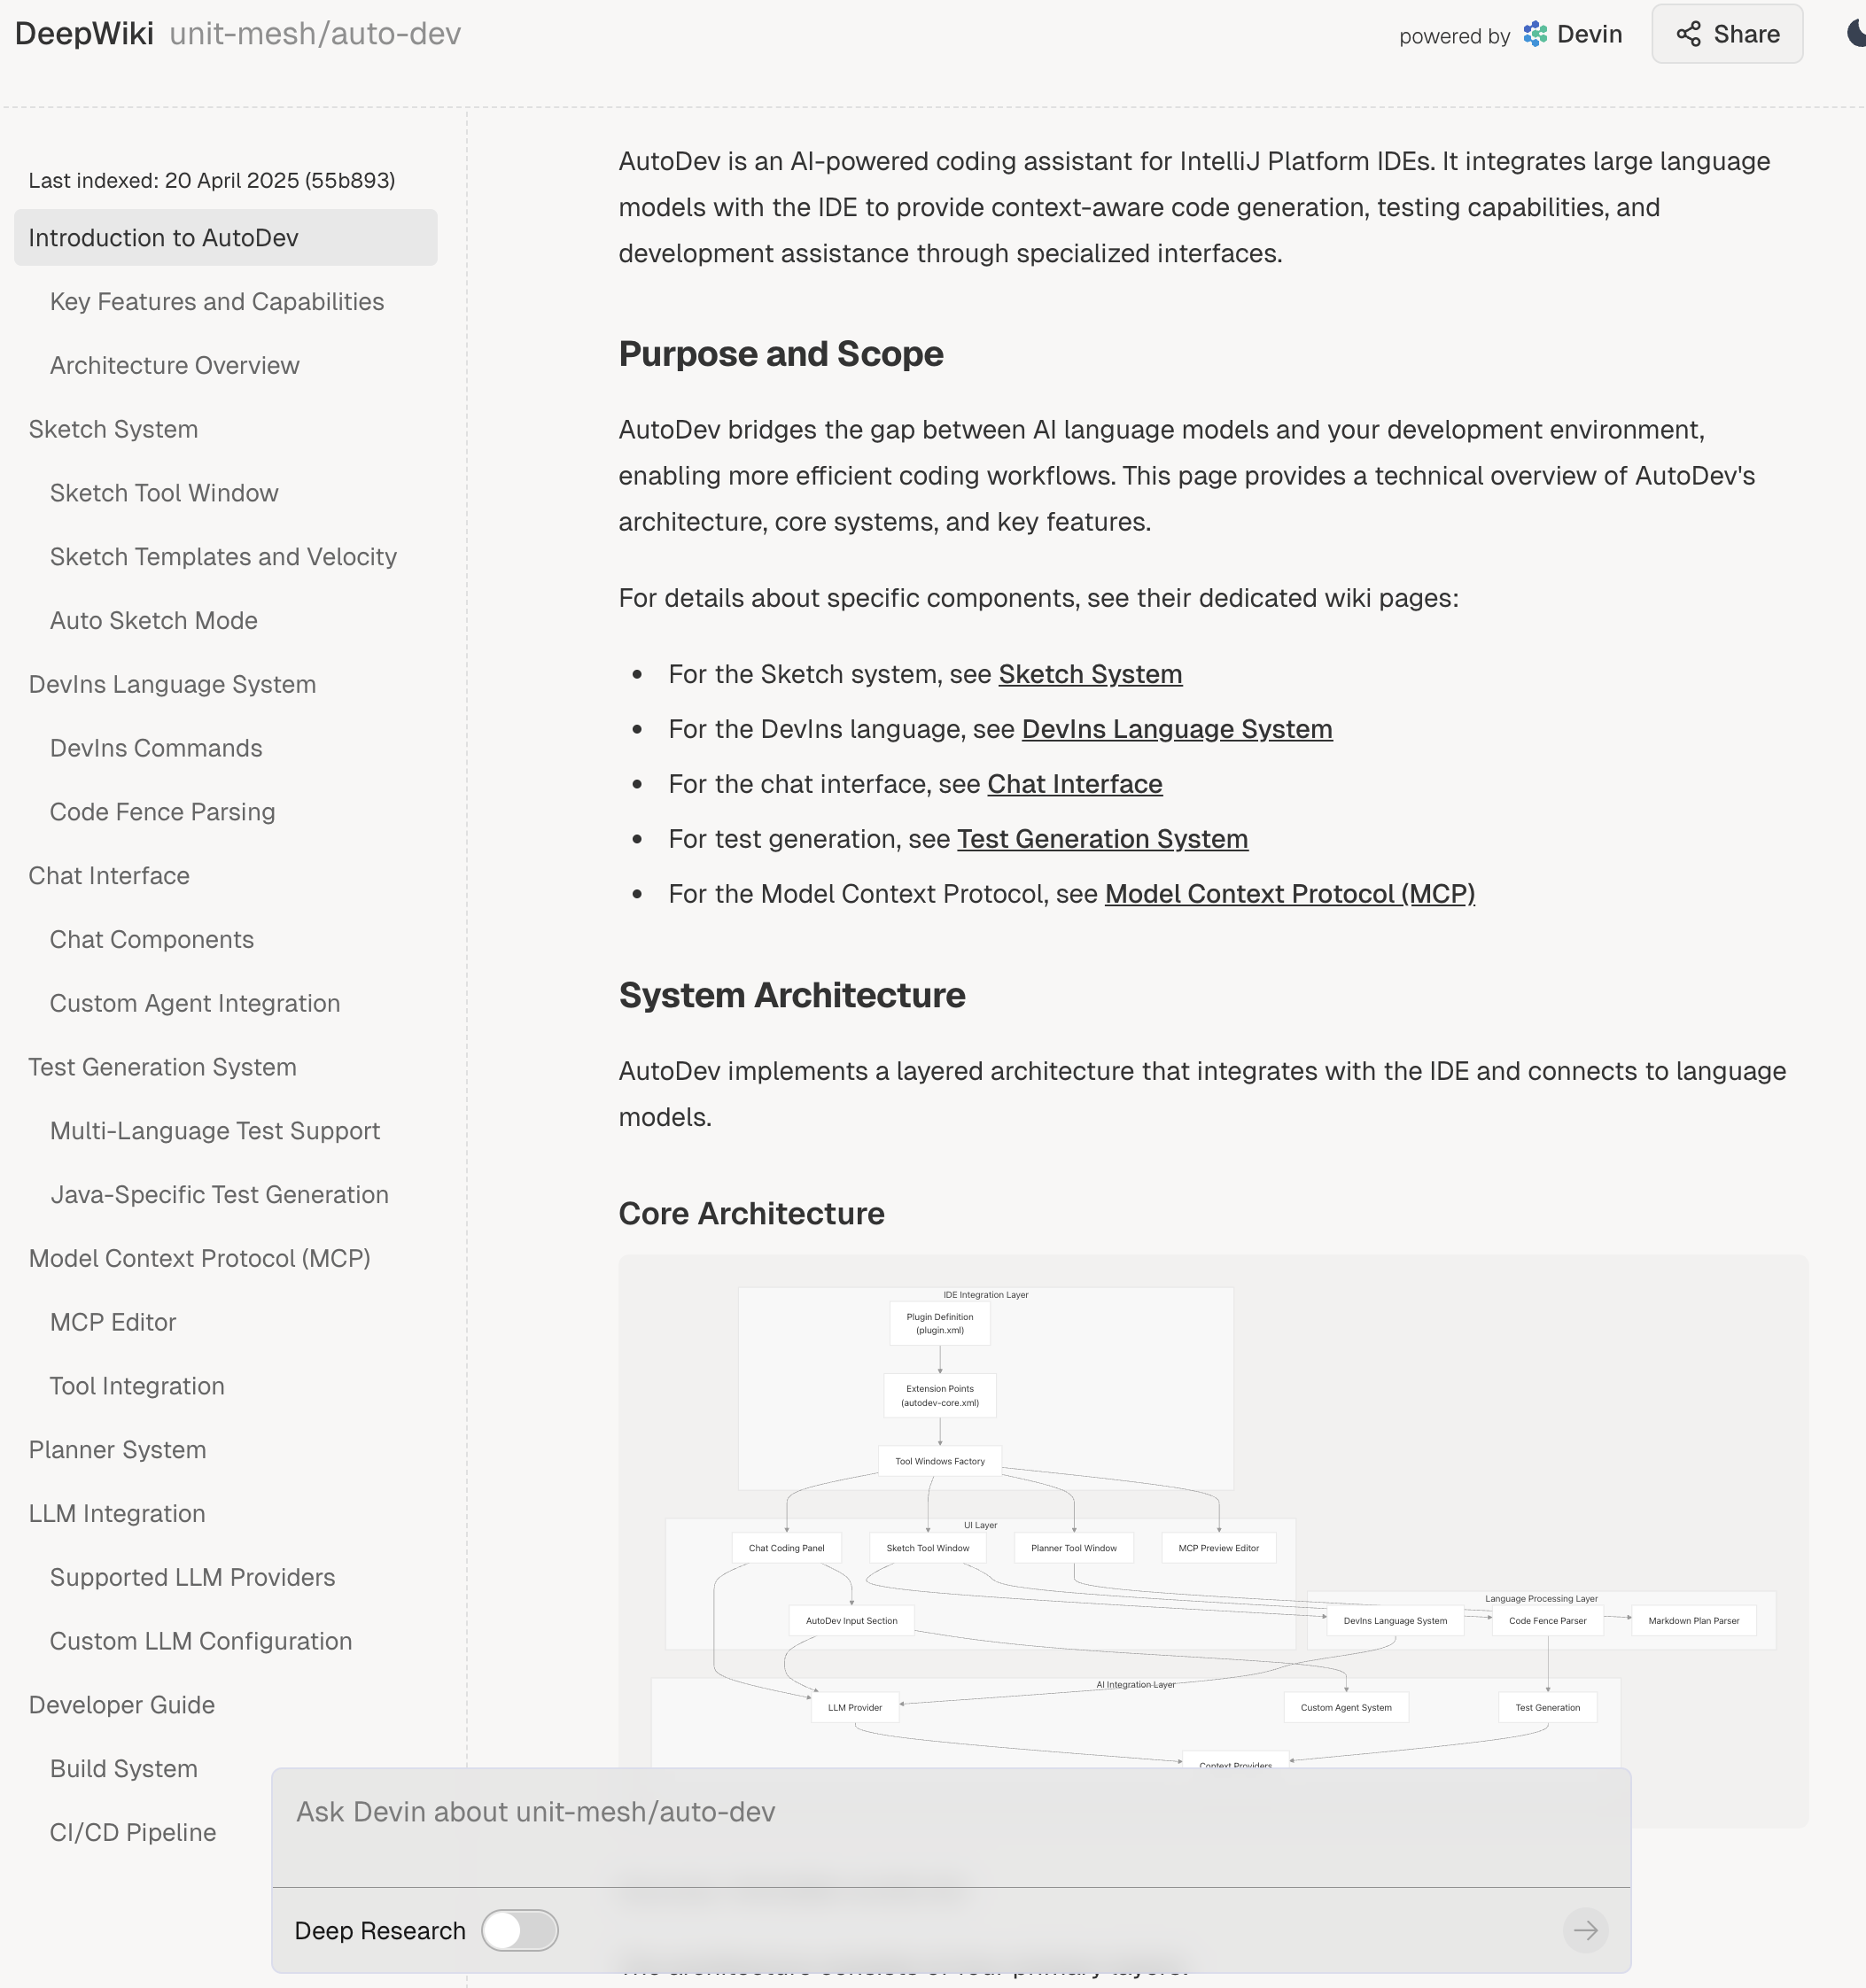 DeepWiki unit-mesh/auto-dev
powered by Devin
Share
Last indexed: 20 April 2025 (55b893)
Introduction to AutoDev
Key Features and Capabilities
Architecture Overview
Sketch System
Sketch Tool Window
Sketch Templates and Velocity
Auto Sketch Mode
DevIns Language System
DevIns Commands
Code Fence Parsing
Chat Interface
Chat Components
Custom Agent Integration
Test Generation System
Multi-Language Test Support
Java-Specific Test Generation
Model Context Protocol (MCP)
MCP Editor
Tool Integration
Planner System
LLM Integration
Supported LLM Providers
Custom LLM Configuration
Developer Guide
Build System
CI/CD Pipeline
AutoDev is an AI-powered coding assistant for IntelliJ Platform IDEs. It integrates large language
models with the IDE to provide context-aware code generation, testing capabilities, and
development assistance through specialized interfaces.
Purpose and Scope
AutoDev bridges the gap between AI language models and your development environment,
enabling more efficient coding workflows. This page provides a technical overview of AutoDev's
architecture, core systems, and key features.
For details about specific components, see their dedicated wiki pages:
• For the Sketch system, see Sketch System
• For the DevIns language, see DevIns Language System
• For the chat interface, see Chat Interface
• For test generation, see Test Generation System
• For the Model Context Protocol, see Model Context Protocol (MCP)
System Architecture
AutoDev implements a layered architecture that integrates with the IDE and connects to language
models.
Core Architecture
IDE Integration Layer
Plugin Definition
(plugin.xml)
Extension Points
(autodev-core.xml)
Tool Windows Factory
UI Layer
Chat Coding Panel
Sketch Tool Window
Planner Tool Window
MCP Preview Editor
AutoDev Input Section
Language Processing Layer
DevIns Language System
Code Fence Parser
Markdown Plan Parser
AI Integration Layer
LLM Provider
Custom Agent System
Test Generation
Context Providers
Ask Devin about unit-mesh/auto-dev
Deep Research
The architecture consists of four primary layers: